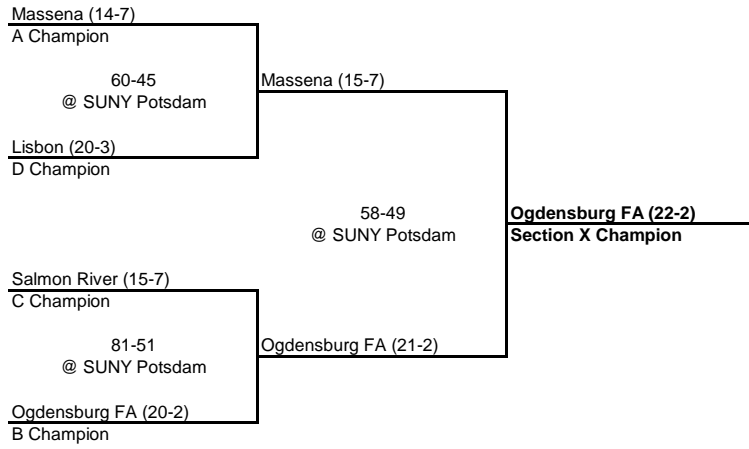 Massena (14-7)
A Champion
60-45
@ SUNY Potsdam
Massena (15-7)
Lisbon (20-3)
D Champion
58-49
@ SUNY Potsdam
Ogdensburg FA (22-2)
Section X Champion
Salmon River (15-7)
C Champion
81-51
@ SUNY Potsdam
Ogdensburg FA (21-2)
Ogdensburg FA (20-2)
B Champion